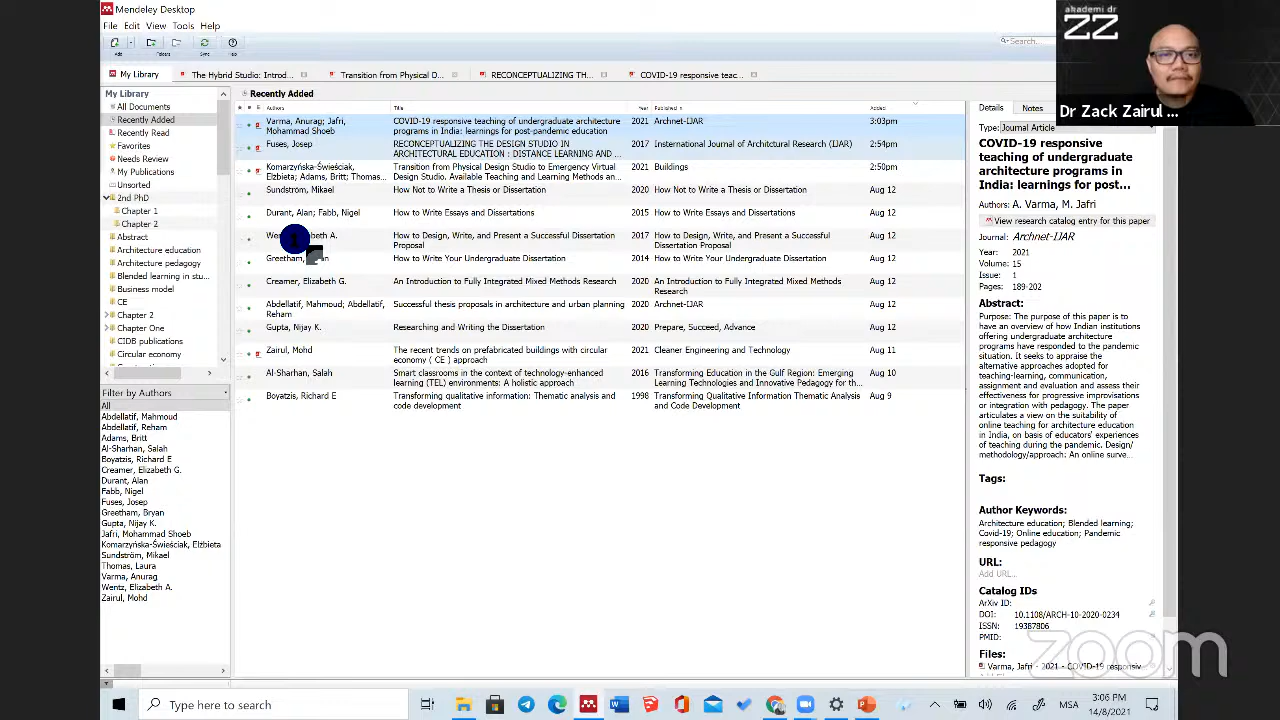 Mendeley Desktop
File Edit View Tools Help
Add Folders Sync Help
Search...
My Library
The Hybrid Studio: Introd...
Transition from Physical D...
RECONCEPTUALIZING TH...
COVID-19 responsive teac...
My Library
All Documents
Recently Added
Recently Read
Favorites
Needs Review
My Publications
Unsorted
2nd PhD
Chapter 1
Chapter 2
Abstract
Architecture education
Architecture pedagogy
Blended learning in stu...
Business model
CE
Chapter 2
Chapter One
CIDB publications
Circular economy
Filter by Authors
All
Abdellatif, Mahmoud
Abdellatif, Reham
Adams, Britt
Al-Sharhan, Salah
Boyatzis, Richard E
Creamer, Elizabeth G.
Durant, Alan
Fabb, Nigel
Fuses, Josep
Greetham, Bryan
Gupta, Nijay K.
Jafri, Mohammad Shoeb
Komarzyńska-Świeściak, Elżbieta
Sundström, Mikael
Thomas, Laura
Varma, Anurag
Wentz, Elizabeth A.
Zairul, Mohd
Recently Added
Authors Title Year Published In Added
Varma, Anurag; Jafri, COVID-19 responsive teaching of undergraduate architecture 2021 Archnet-IJAR 3:03pm
Mohammad Shoeb programs in India: learnings for post-pandemic education
Fuses, Josep RECONCEPTUALIZING THE DESIGN STUDIO IN 2017 International Journal of Architctural Research (IJAR) 2:54pm
ARCHITECTURAL EDUCATION : DISTANCE LEARNING AND ...
Komarzyńska-Świeściak, Transition from Physical Design Studio to Emergency Virtual 2021 Buildings 2:50pm
Elżbieta; Adams, Britt; Thomas... Design Studio. Available Teaching and Learning Methods an...
Sundström, Mikael How Not to Write a Thesis or Dissertation 2020 How Not to Write a Thesis or Dissertation Aug 12
Durant, Alan; Fabb, Nigel How to Write Essays and Dissertations 2015 How to Write Essays and Dissertations Aug 12
A. How to Design, Write, and Present a Successful Dissertation 2017 How to Design, Write, and Present a Successful Aug 12
Proposal Dissertation Proposal
Greetham, How to Write Your Undergraduate Dissertation 2014 How to Write Your Undergraduate Dissertation Aug 12
Creamer, Elizabeth G. An Introduction to Fully Integrated Mixed Methods Research 2020 An Introduction to Fully Integrated Mixed Methods Aug 12
Research
Abdellatif, Mahmoud; Abdellatif, Successful thesis proposals in architecture and urban planning 2020 Archnet-IJAR Aug 12
Reham
Gupta, Nijay K. Researching and Writing the Dissertation 2020 Prepare, Succeed, Advance Aug 12
Zairul, Mohd The recent trends on prefabricated buildings with circular 2021 Cleaner Engineering and Technology Aug 11
economy ( CE ) approach
Al-Sharhan, Salah Smart classrooms in the context of technology-enhanced 2016 Transforming Education in the Gulf Region: Emerging Aug 10
learning (TEL) environments: A holistic approach Learning Technologies and Innovative Pedagogy for th...
Boyatzis, Richard E Transforming qualitative information: Thematic analysis and 1998 Transforming Qualitative Information Thematic Analysis Aug 9
code development and Code Development
akademi dr
ZZ
Dr Zack Zairul ...
Details Notes
Type: Journal Article
COVID-19 responsive
teaching of undergraduate
architecture programs in
India: learnings for post...
Authors: A. Varma, M. Jafri
View research catalog entry for this paper
Journal: Archnet-IJAR
Year: 2021
Volume: 15
Issue: 1
Pages: 189-202
Abstract:
Purpose: The purpose of this paper is to
have an overview of how Indian institutions
offering undergraduate architecture
programs have responded to the pandemic
situation. It seeks to appraise the
alternative approaches adopted for
teaching-learning, communication,
assignment and evaluation and assess their
effectiveness for progressive improvisations
or integration with pedagogy. The paper
articulates a view on the suitability of
online teaching for architecture education
in India, on basis of educators' experiences
of teaching during the pandemic. Design/
methodology/approach: An online surve...
Tags:
Author Keywords:
Architecture education; Blended learning;
Covid-19; Online education; Pandemic
responsive pedagogy
URL:
Add URL...
Catalog IDs
ArXiv ID:
DOI: 10.1108/ARCH-10-2020-0234
ISSN: 19387806
PMID:
Files:
Varma, Jafri - 2021 - COVID-19 responsiv...
zoom
Type here to search
MSA
3:06 PM
14/8/2021